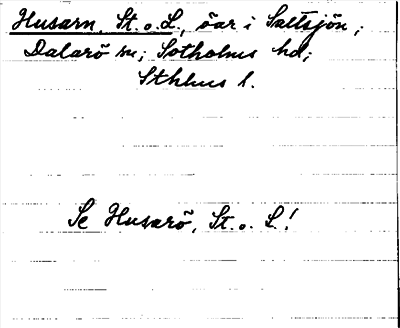 Husarn, St. o. L., öar i Saltsjön;
Dalarö sn; Sotholms hd;
Sthlms l.
Se Husarö, St. o. L.!